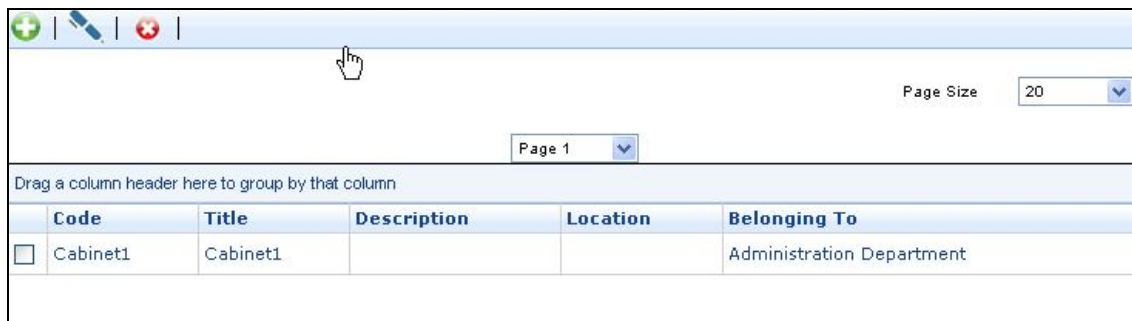 Page Size 20
Page 1
Drag a column header here to group by that column
Code Title Description Location Belonging To
Cabinet1 Cabinet1 Administration Department